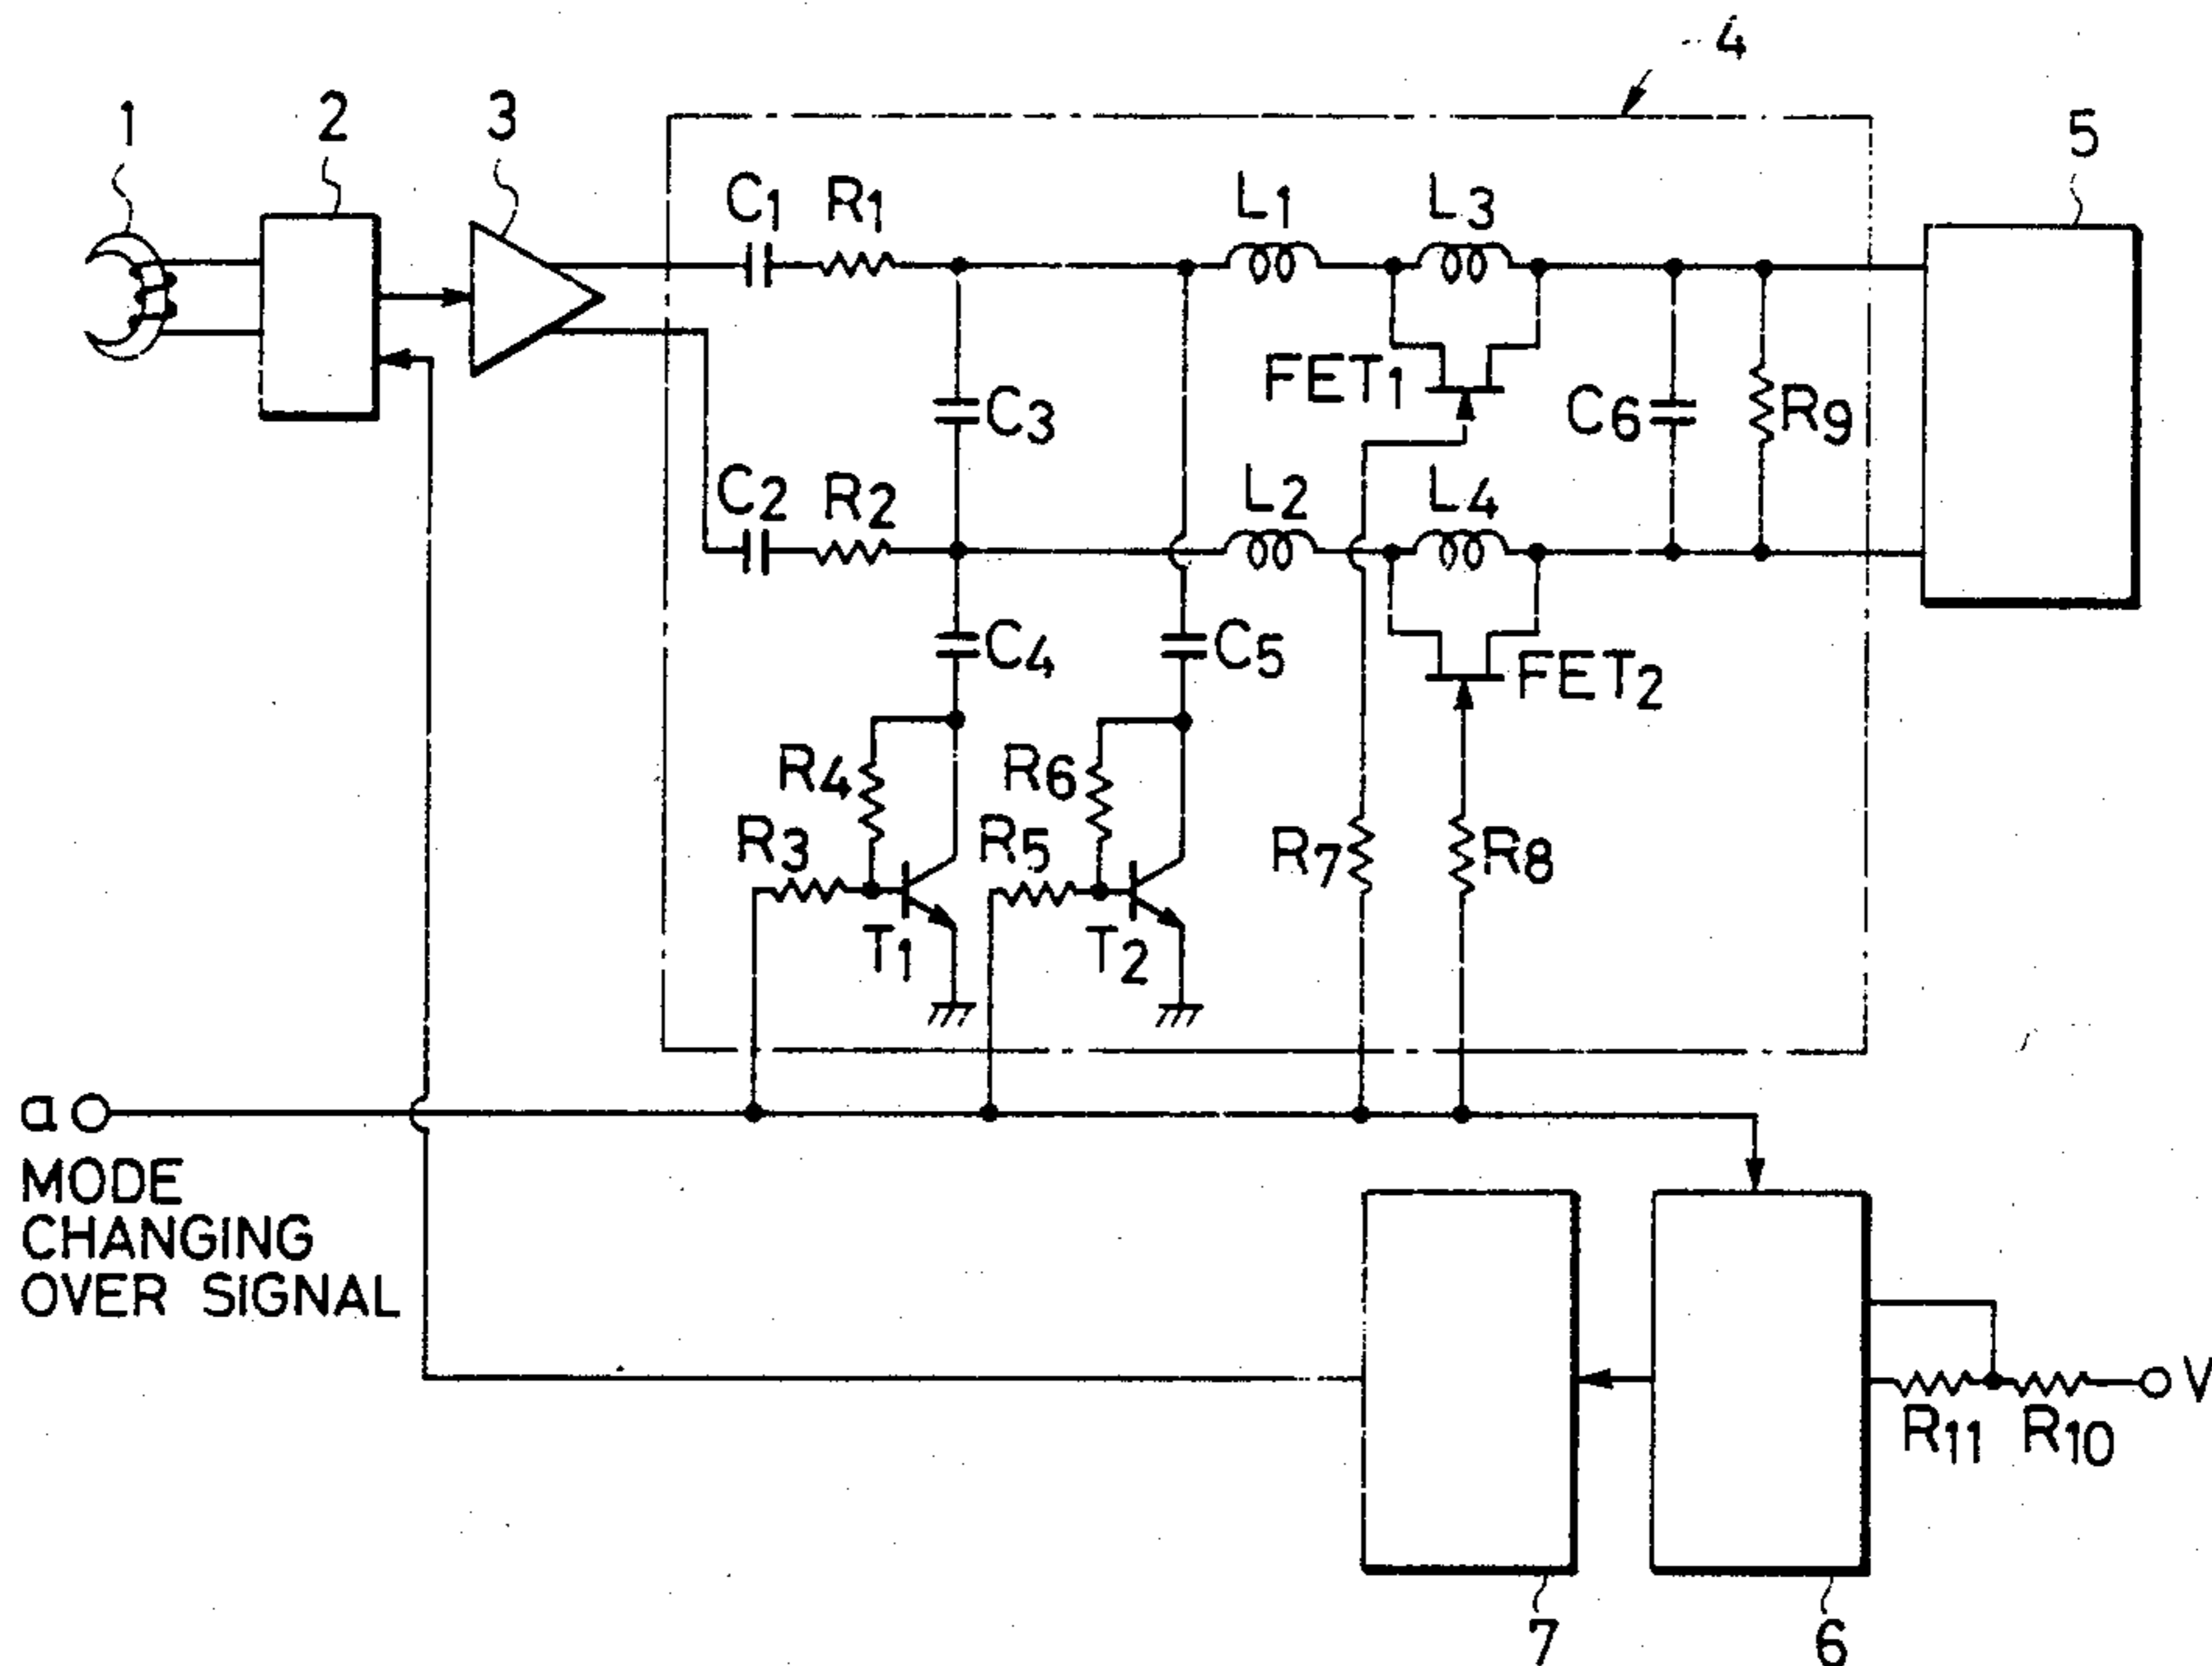 4
1
2
3
5
C1
R1
L1
L3
FET1
C3
C6
R9
C2
R2
L2
L4
C4
C5
FET2
R4
R6
R3
R5
R7
R8
T1
T2
a
MODE
CHANGING
OVER SIGNAL
V
R11
R10
7
6